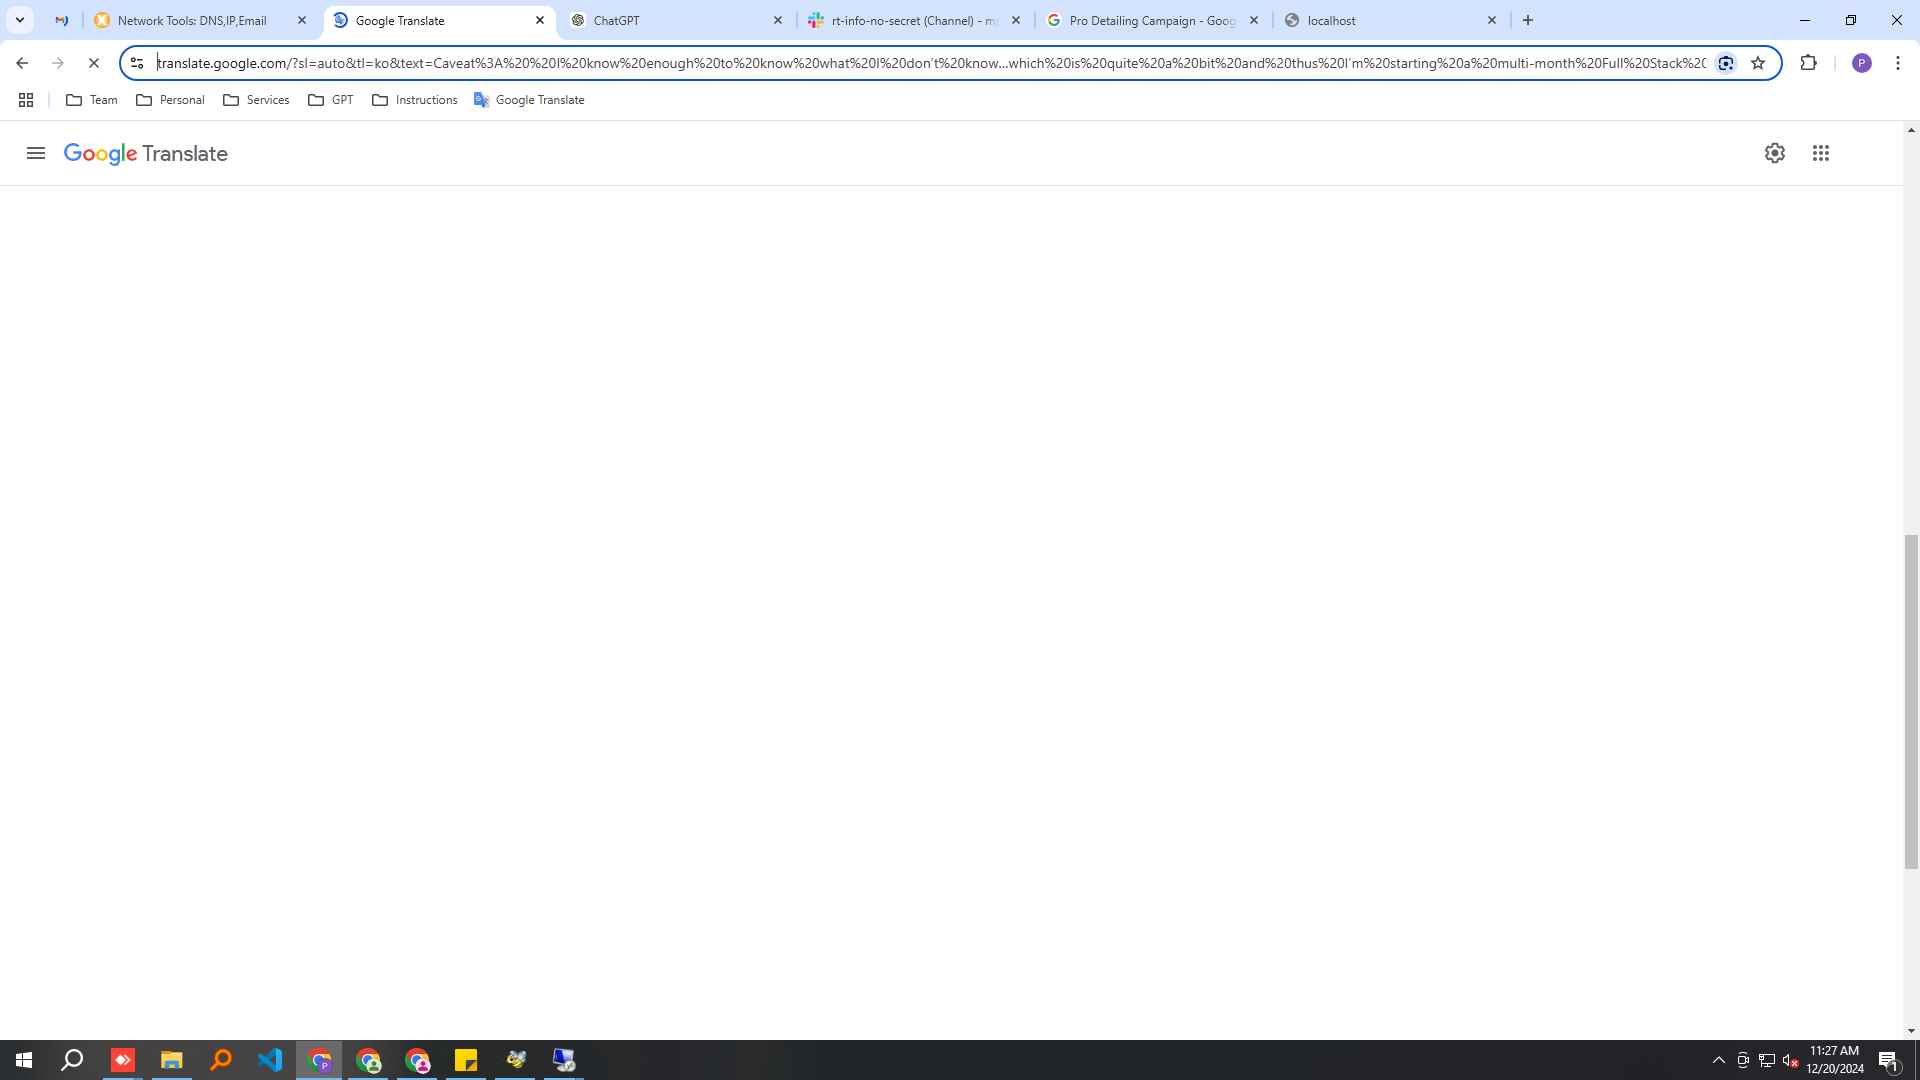 Network Tools: DNS,IP,Email
Google Translate
ChatGPT
rt-info-no-secret (Channel) -
Pro Detailing Campaign - Goog
localhost
translate.google.com/?sl=auto&tl=ko&text=Caveat%3A%20%20I%20know%20enough%20to%20know%20what%20I%20don't%20know...which%20is%20quite%20a%20bit%20and%20thus%20I'm%20starting%20a%20multi-month%20Full%20Stack%20
P
Team
Personal
Services
GPT
Instructions
Google Translate
Google Translate
P
11:27 AM
12/20/2024
1